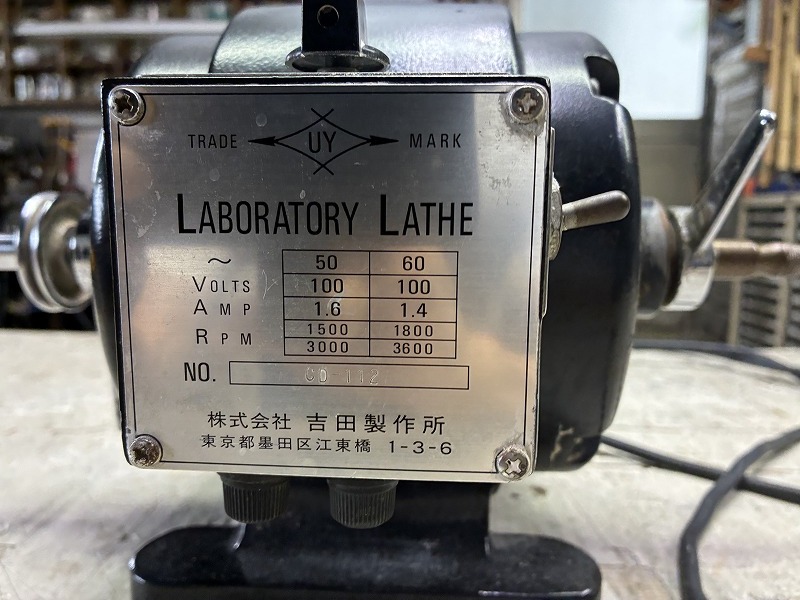 TRADE UY MARK
LABORATORY LATHE
~ 50 60
VOLTS 100 100
AMP 1.6 1.4
RPM 1500 1800
3000 3600
NO. CD-112
株式会社 吉田製作所
東京都墨田区江東橋 1-3-6